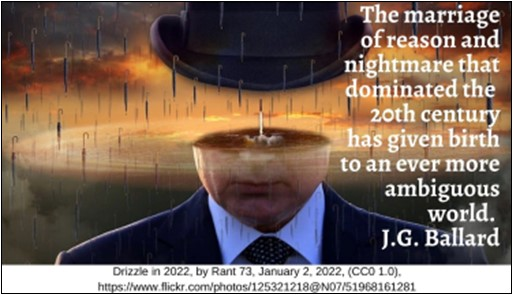 The marriage
of reason and
nightmare that
dominated the
20th century
has given birth
to an ever more
ambiguous
world.
J.G. Ballard
Drizzle in 2022, by Rant 73, January 2, 2022, (CC0 1.0),
https://www.flickr.com/photos/125321218@N07/51968161281